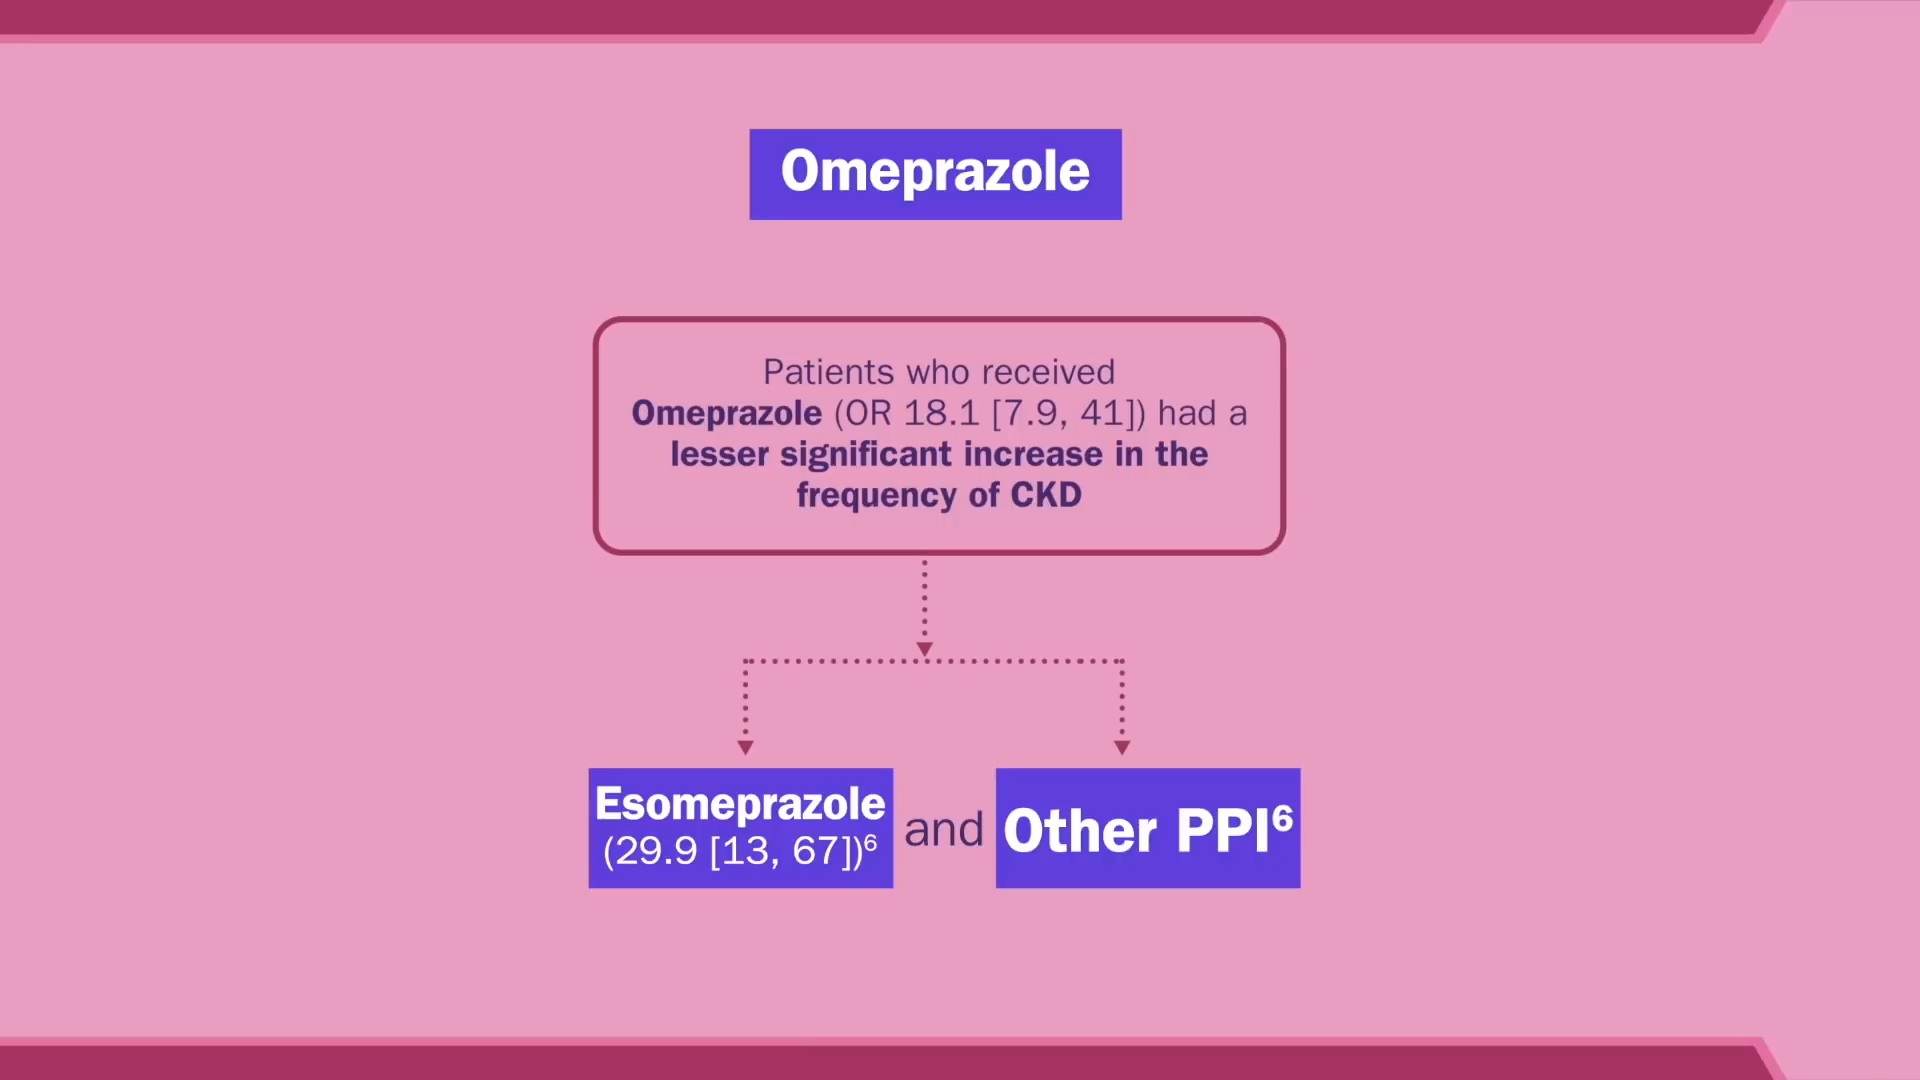 Omeprazole
Patients who received
Omeprazole (OR 18.1 [7.9, 41]) had a
lesser significant increase in the
frequency of CKD
Esomeprazole
(29.9 [13, 67])⁶
and
Other PPI⁶